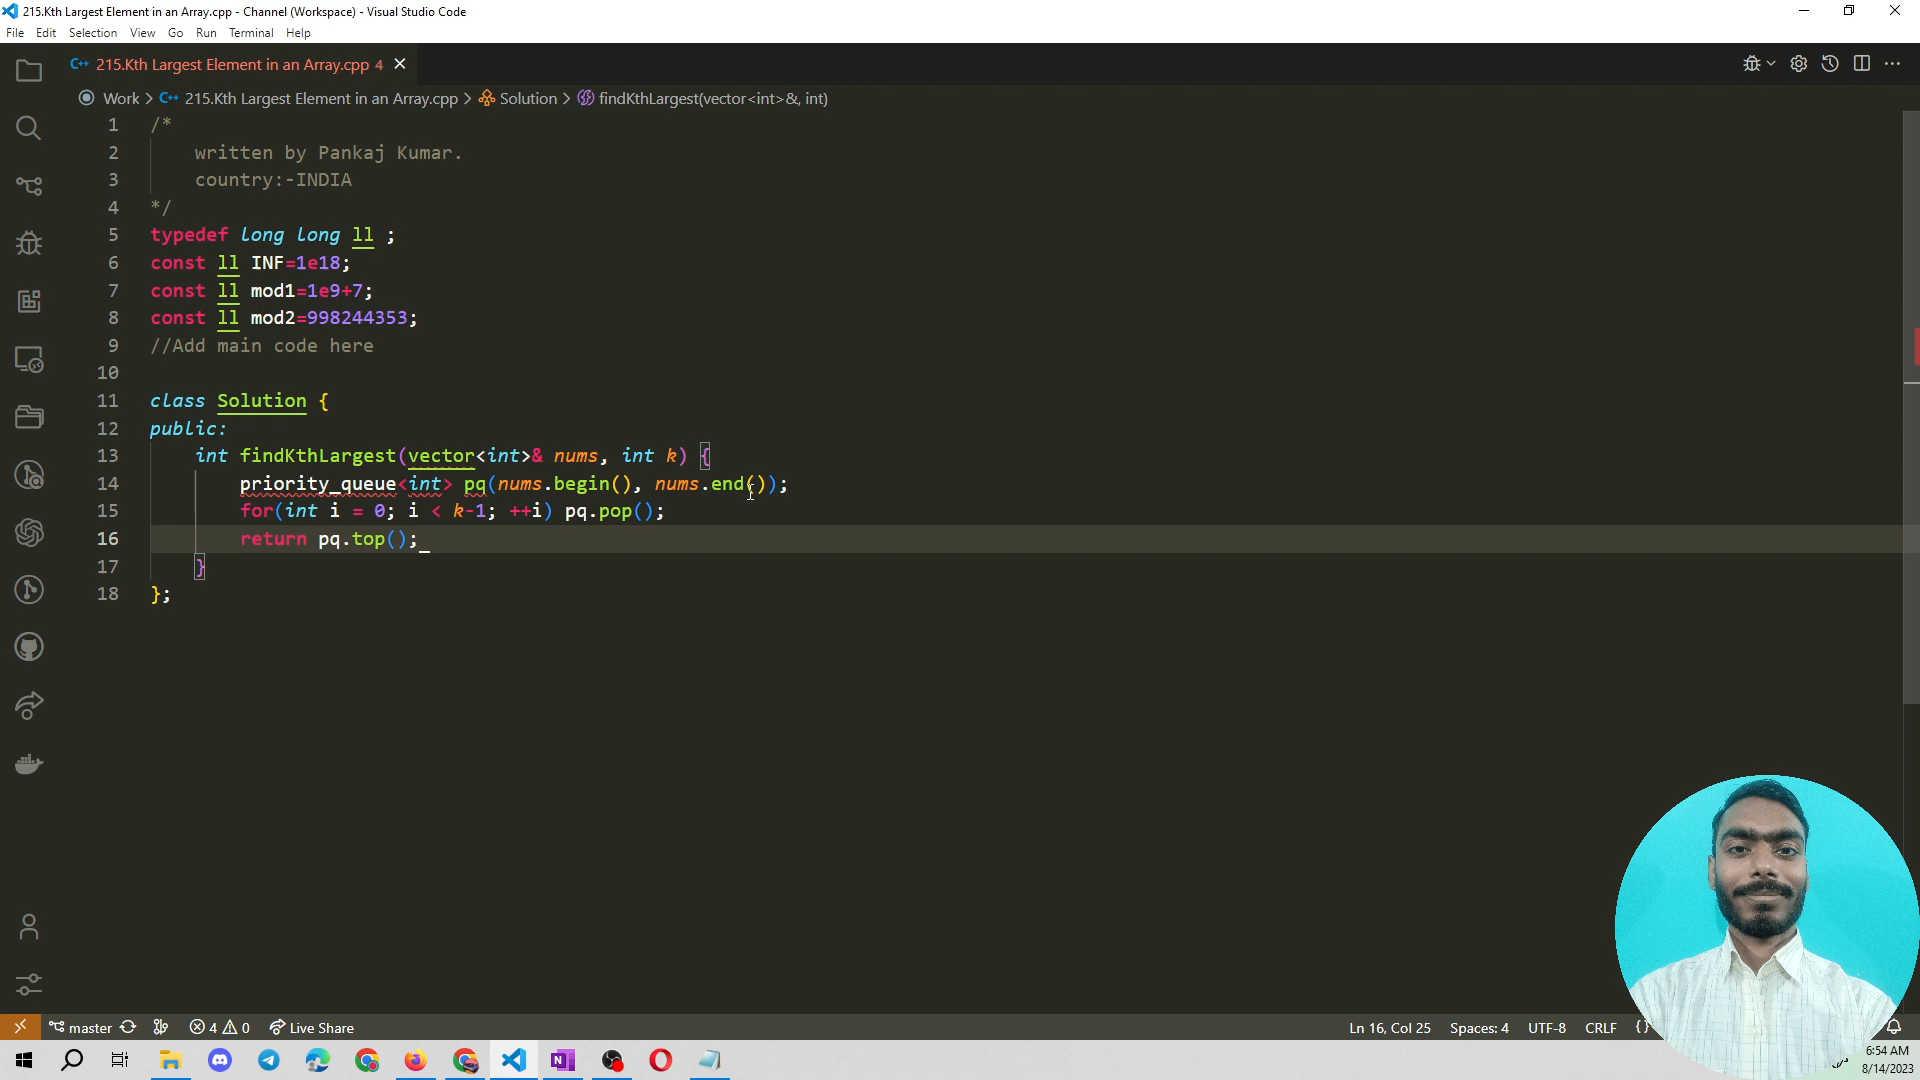 215.Kth Largest Element in an Array.cpp - Channel (Workspace) - Visual Studio Code
File Edit Selection View Go Run Terminal Help
C++ 215.Kth Largest Element in an Array.cpp 4
Work > C++ 215.Kth Largest Element in an Array.cpp > Solution > findKthLargest(vector<int>&, int)
1 /*
2 written by Pankaj Kumar.
3 country:-INDIA
4 */
5 typedef long long ll ;
6 const ll INF=1e18;
7 const ll mod1=1e9+7;
8 const ll mod2=998244353;
9 //Add main code here
10
11 class Solution {
12 public:
13 int findKthLargest(vector<int>& nums, int k) {
14 priority_queue<int> pq(nums.begin(), nums.end());
15 for(int i = 0; i < k-1; ++i) pq.pop();
16 return pq.top();
17 }
18 };
master 4 0 Live Share Ln 16, Col 25 Spaces: 4 UTF-8 CRLF {}
6:54 AM
8/14/2023